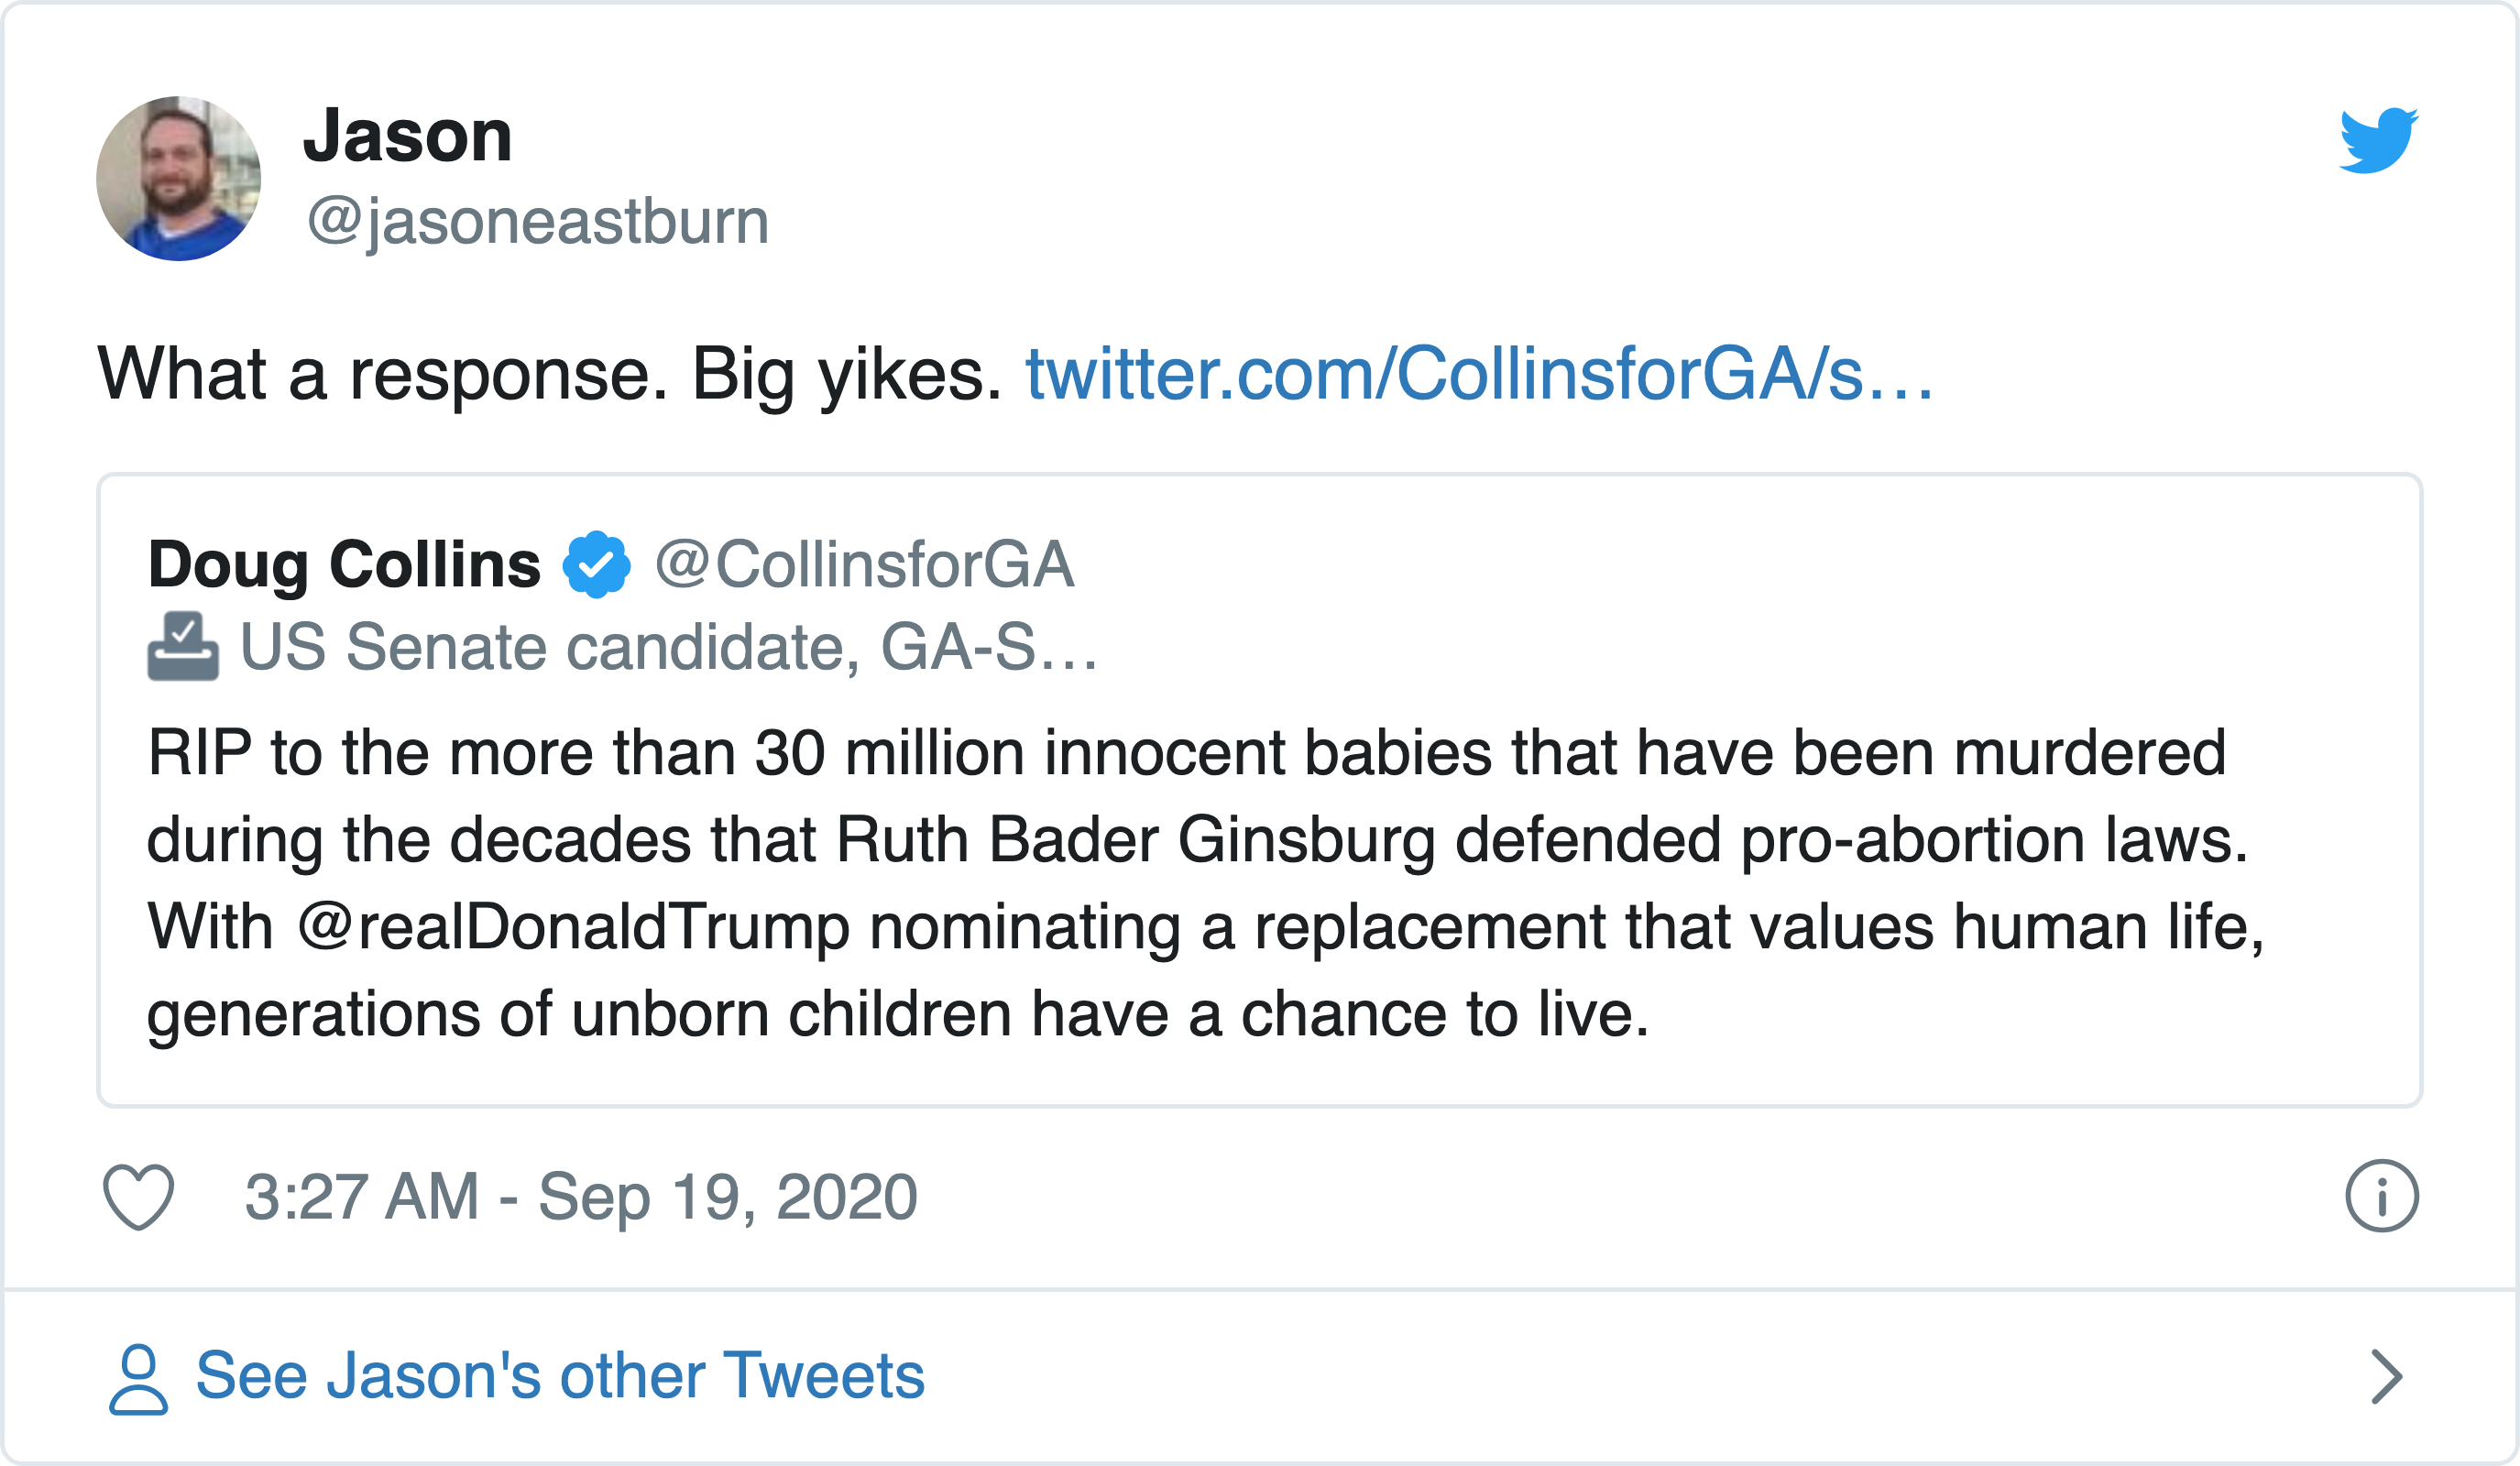 Jason
@jasoneastburn
What a response. Big yikes. twitter.com/CollinsforGA/s…
Doug Collins @CollinsforGA
US Senate candidate, GA-S…
RIP to the more than 30 million innocent babies that have been murdered
during the decades that Ruth Bader Ginsburg defended pro-abortion laws.
With @realDonaldTrump nominating a replacement that values human life,
generations of unborn children have a chance to live.
3:27 AM - Sep 19, 2020
See Jason's other Tweets